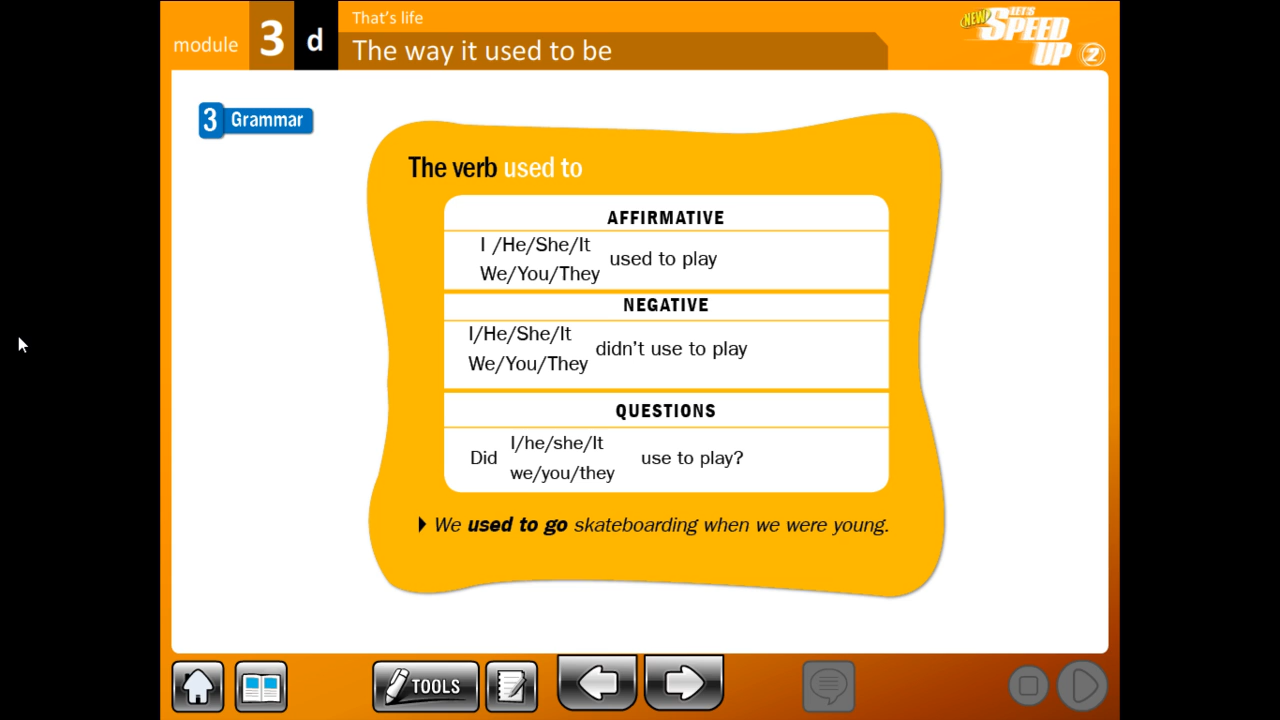 module 3 d
That's life
The way it used to be
NEW LET'S SPEED UP 2
3 Grammar
The verb used to
AFFIRMATIVE
I /He/She/It
We/You/They
used to play
NEGATIVE
I/He/She/It
We/You/They
didn't use to play
QUESTIONS
Did
I/he/she/It
we/you/they
use to play?
We used to go skateboarding when we were young.
TOOLS